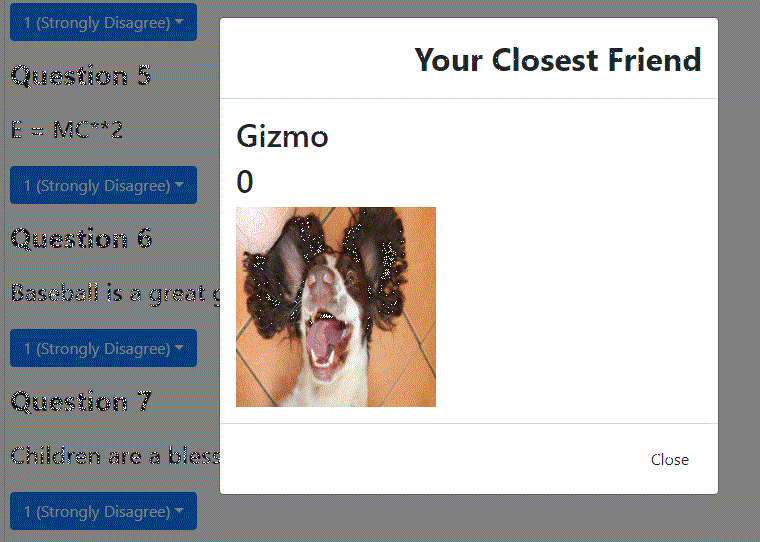 1 (Strongly Disagree)
Question 5
E = MC**2
1 (Strongly Disagree)
Question 6
Baseball is a great
1 (Strongly Disagree)
Question 7
Children are a bless
1 (Strongly Disagree)
Your Closest Friend
Gizmo
0
Close